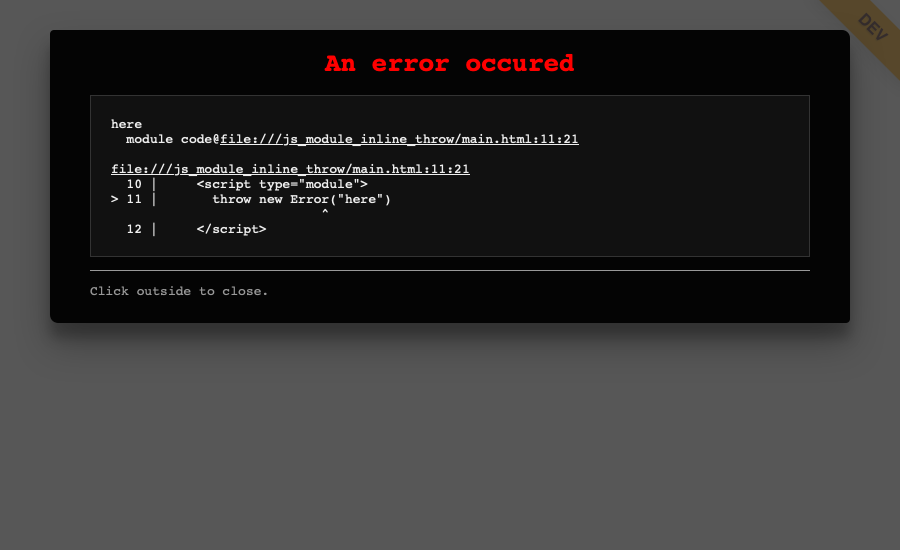 DEV
An error occured
here
  module code@file:///js_module_inline_throw/main.html:11:21

file:///js_module_inline_throw/main.html:11:21
  10 |     <script type="module">
> 11 |       throw new Error("here")
                           ^
  12 |     </script>
Click outside to close.